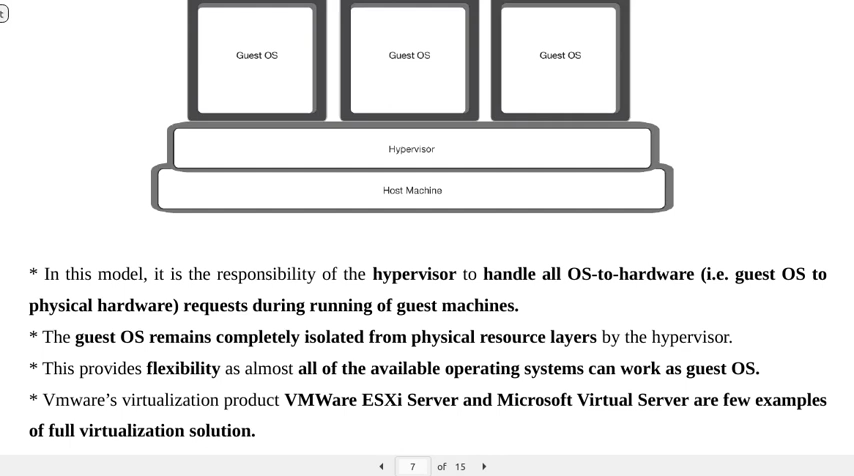 t
Guest OS Guest OS Guest OS
Hypervisor
Host Machine
* In this model, it is the responsibility of the hypervisor to handle all OS-to-hardware (i.e. guest OS to
physical hardware) requests during running of guest machines.
* The guest OS remains completely isolated from physical resource layers by the hypervisor.
* This provides flexibility as almost all of the available operating systems can work as guest OS.
* Vmware’s virtualization product VMWare ESXi Server and Microsoft Virtual Server are few examples
of full virtualization solution.
7 of 15